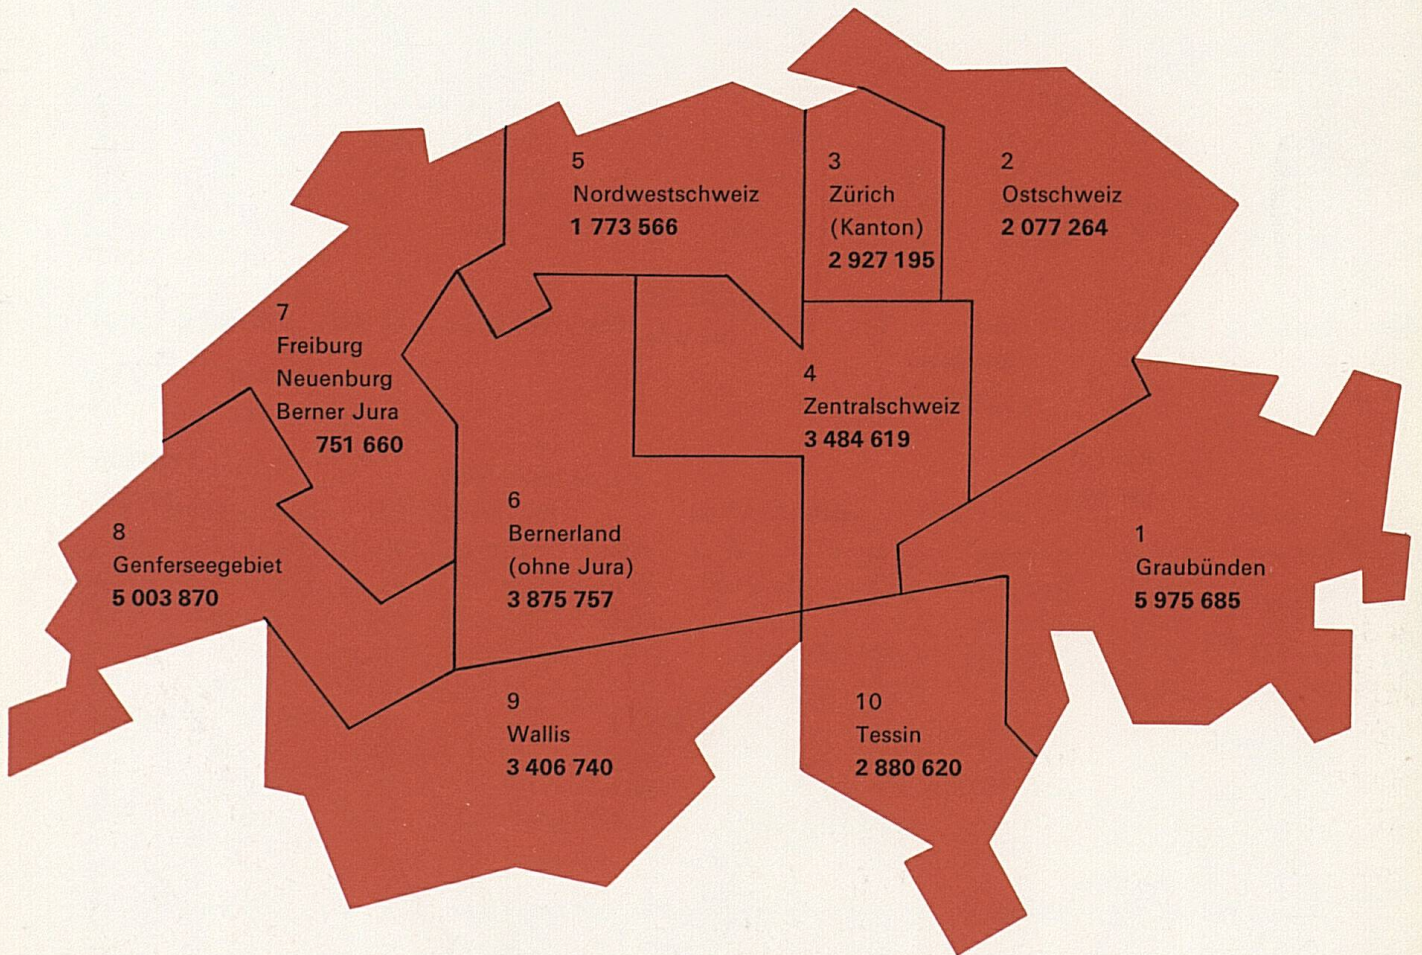 5
Nordwestschweiz
1 773 566
3
Zürich
(Kanton)
2 927 195
2
Ostschweiz
2 077 264
7
Freiburg
Neuenburg
Berner Jura
751 660
4
Zentralschweiz
3 484 619
6
Bernerland
(ohne Jura)
3 875 757
8
Genferseegebiet
5 003 870
1
Graubünden
5 975 685
9
Wallis
3 406 740
10
Tessin
2 880 620